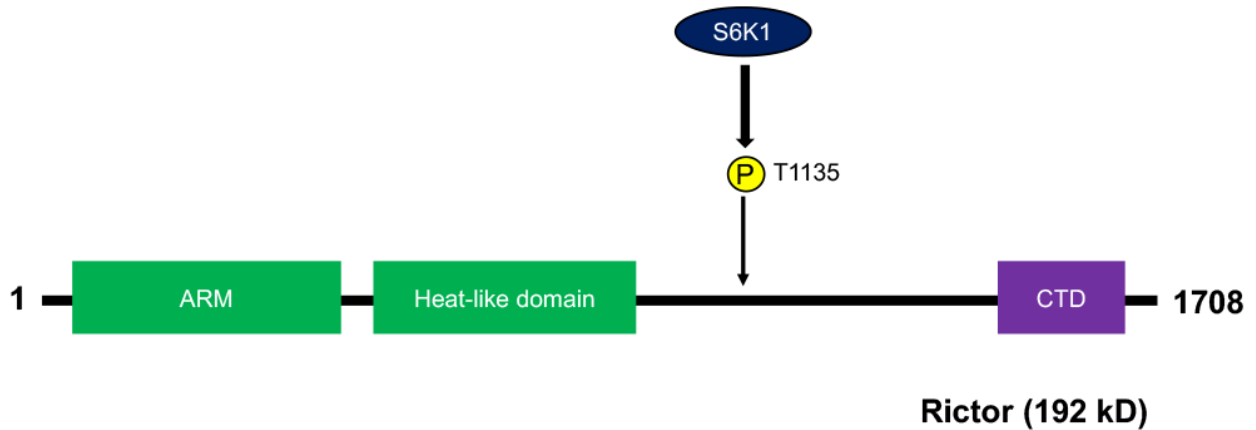 S6K1
P T1135
1 ARM Heat-like domain CTD 1708
Rictor (192 kD)